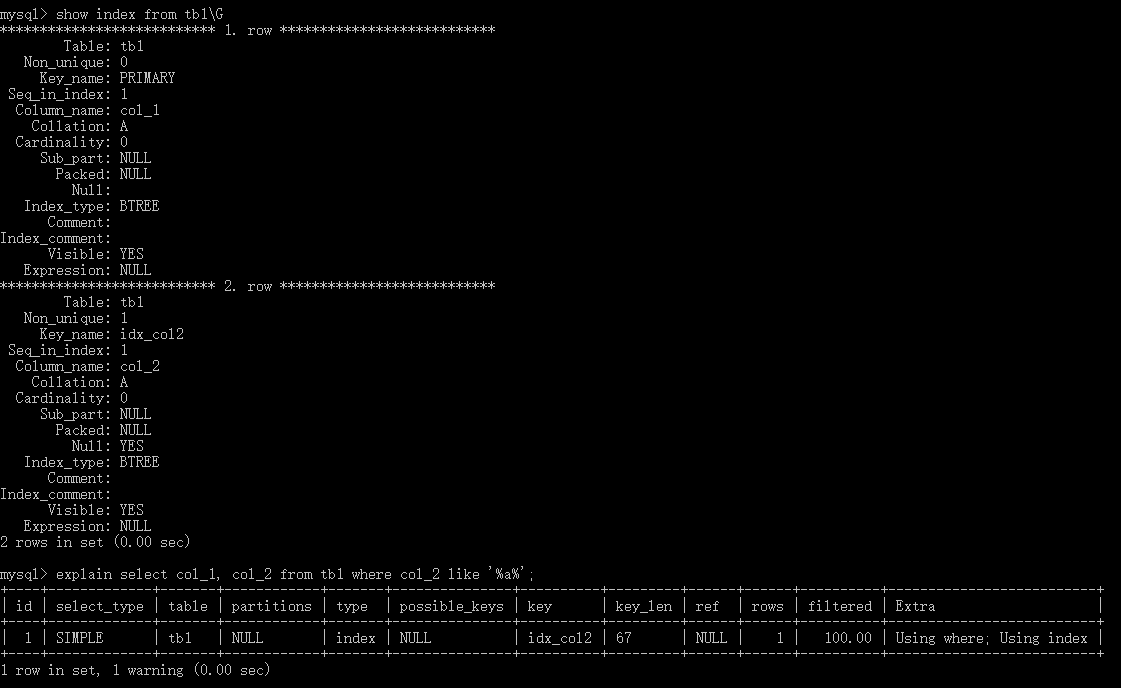 mysql> show index from tb1\G
*************************** 1. row ***************************
        Table: tb1
   Non_unique: 0
     Key_name: PRIMARY
 Seq_in_index: 1
  Column_name: col_1
    Collation: A
  Cardinality: 0
     Sub_part: NULL
       Packed: NULL
         Null:
   Index_type: BTREE
      Comment:
Index_comment:
      Visible: YES
   Expression: NULL
*************************** 2. row ***************************
        Table: tb1
   Non_unique: 1
     Key_name: idx_col2
 Seq_in_index: 1
  Column_name: col_2
    Collation: A
  Cardinality: 0
     Sub_part: NULL
       Packed: NULL
         Null: YES
   Index_type: BTREE
      Comment:
Index_comment:
      Visible: YES
   Expression: NULL
2 rows in set (0.00 sec)
mysql> explain select col_1, col_2 from tb1 where col_2 like '%a%';
+----+-------------+-------+------------+-------+---------------+----------+---------+------+------+----------+--------------------------+
| id | select_type | table | partitions | type  | possible_keys | key      | key_len | ref  | rows | filtered | Extra                    |
+----+-------------+-------+------------+-------+---------------+----------+---------+------+------+----------+--------------------------+
|  1 | SIMPLE      | tb1   | NULL       | index | NULL          | idx_col2 | 67      | NULL |    1 |   100.00 | Using where; Using index |
+----+-------------+-------+------------+-------+---------------+----------+---------+------+------+----------+--------------------------+
1 row in set, 1 warning (0.00 sec)